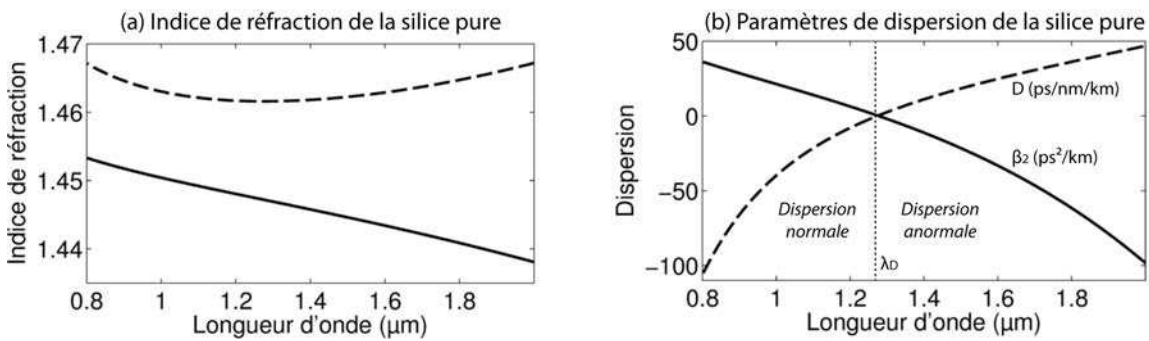 (a) Indice de réfraction de la silice pure
Indice de réfraction
1.47
1.46
1.45
1.44
0.8
1
1.2
1.4
1.6
1.8
Longueur d'onde (µm)
(b) Paramètres de dispersion de la silice pure
Dispersion
50
0
−50
−100
D (ps/nm/km)
β2 (ps²/km)
Dispersion
normale
Dispersion
anormale
λD
0.8
1
1.2
1.4
1.6
1.8
Longueur d'onde (µm)